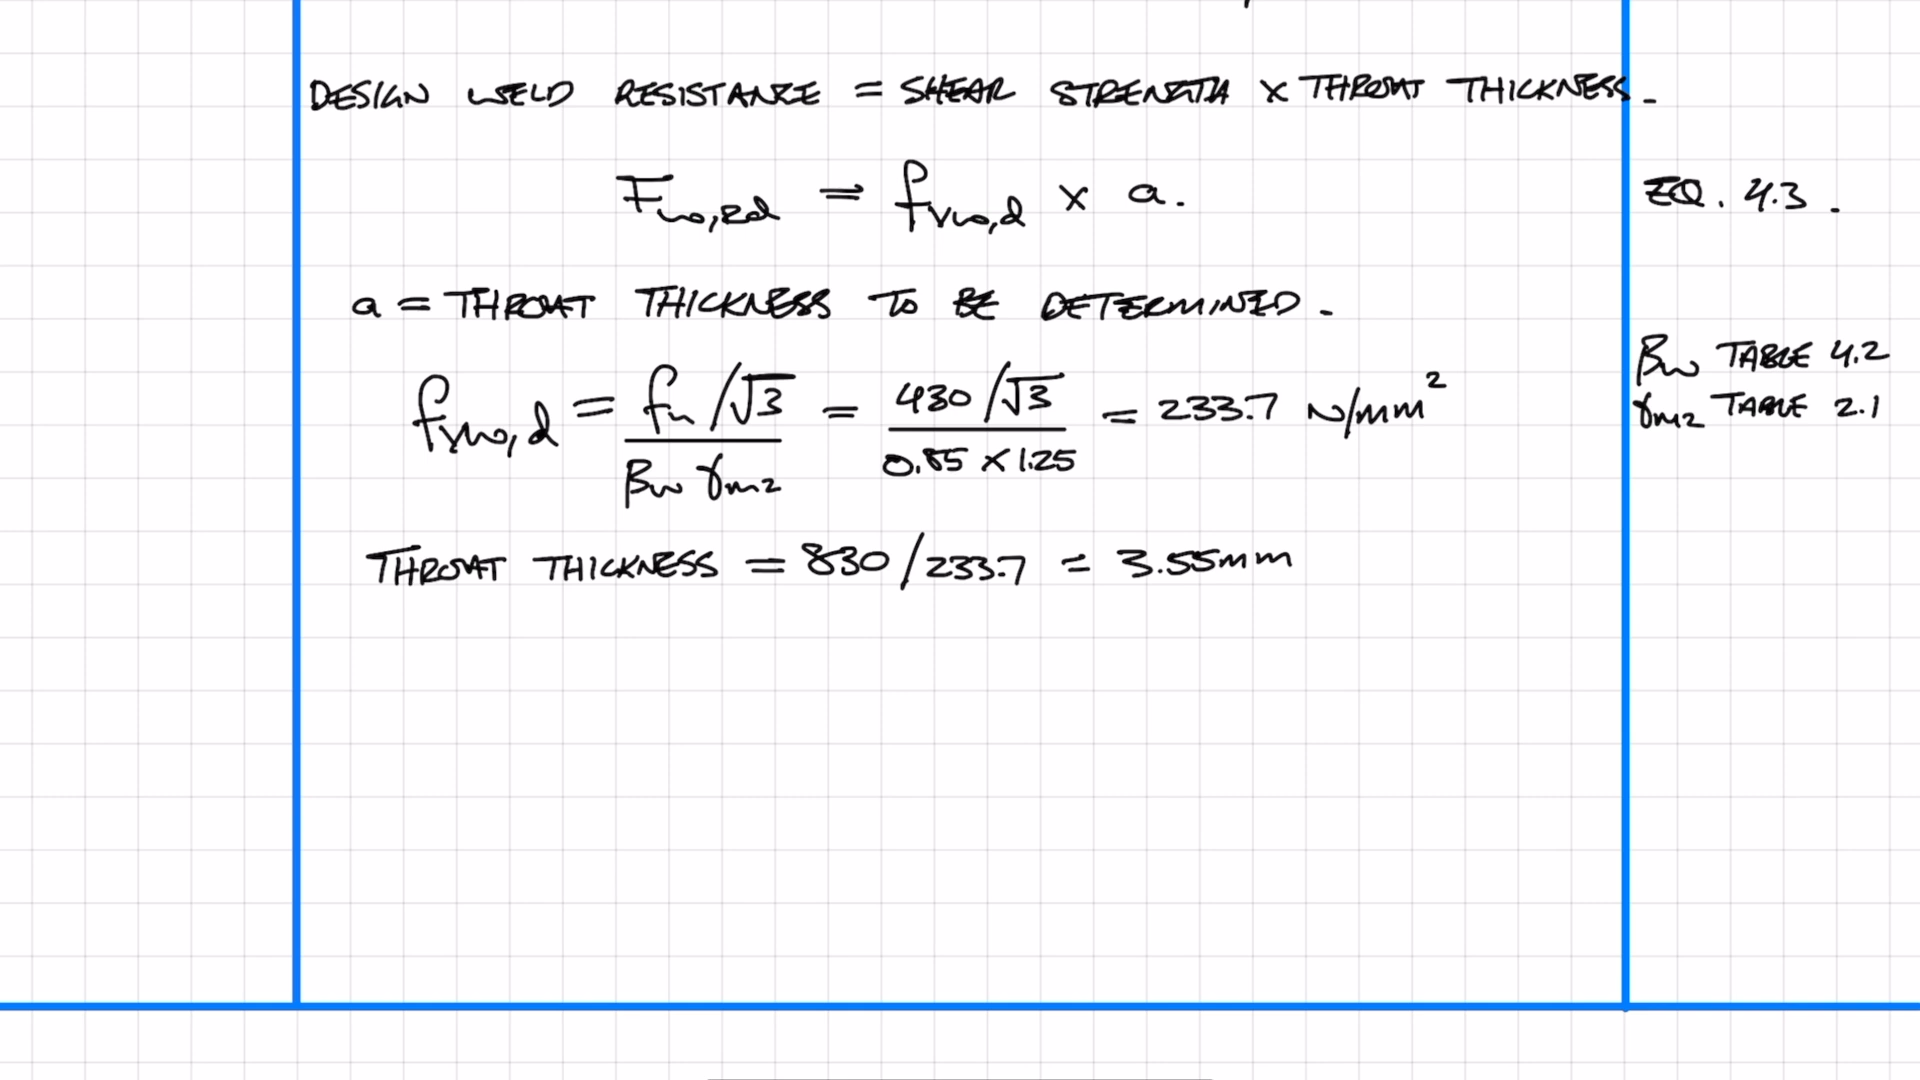 DESIGN WELD RESISTANCE = SHEAR STRENGTH x THROAT THICKNESS.
Fw,Rd = fvw,d x a.
EQ. 4.3.
a = THROAT THICKNESS TO BE DETERMINED.
βw TABLE 4.2
fvw,d = fu/√3 / βw γm2 = 430/√3 / 0.85 x 1.25 = 233.7 N/mm²
γm2 TABLE 2.1
THROAT THICKNESS = 830/233.7 = 3.55mm